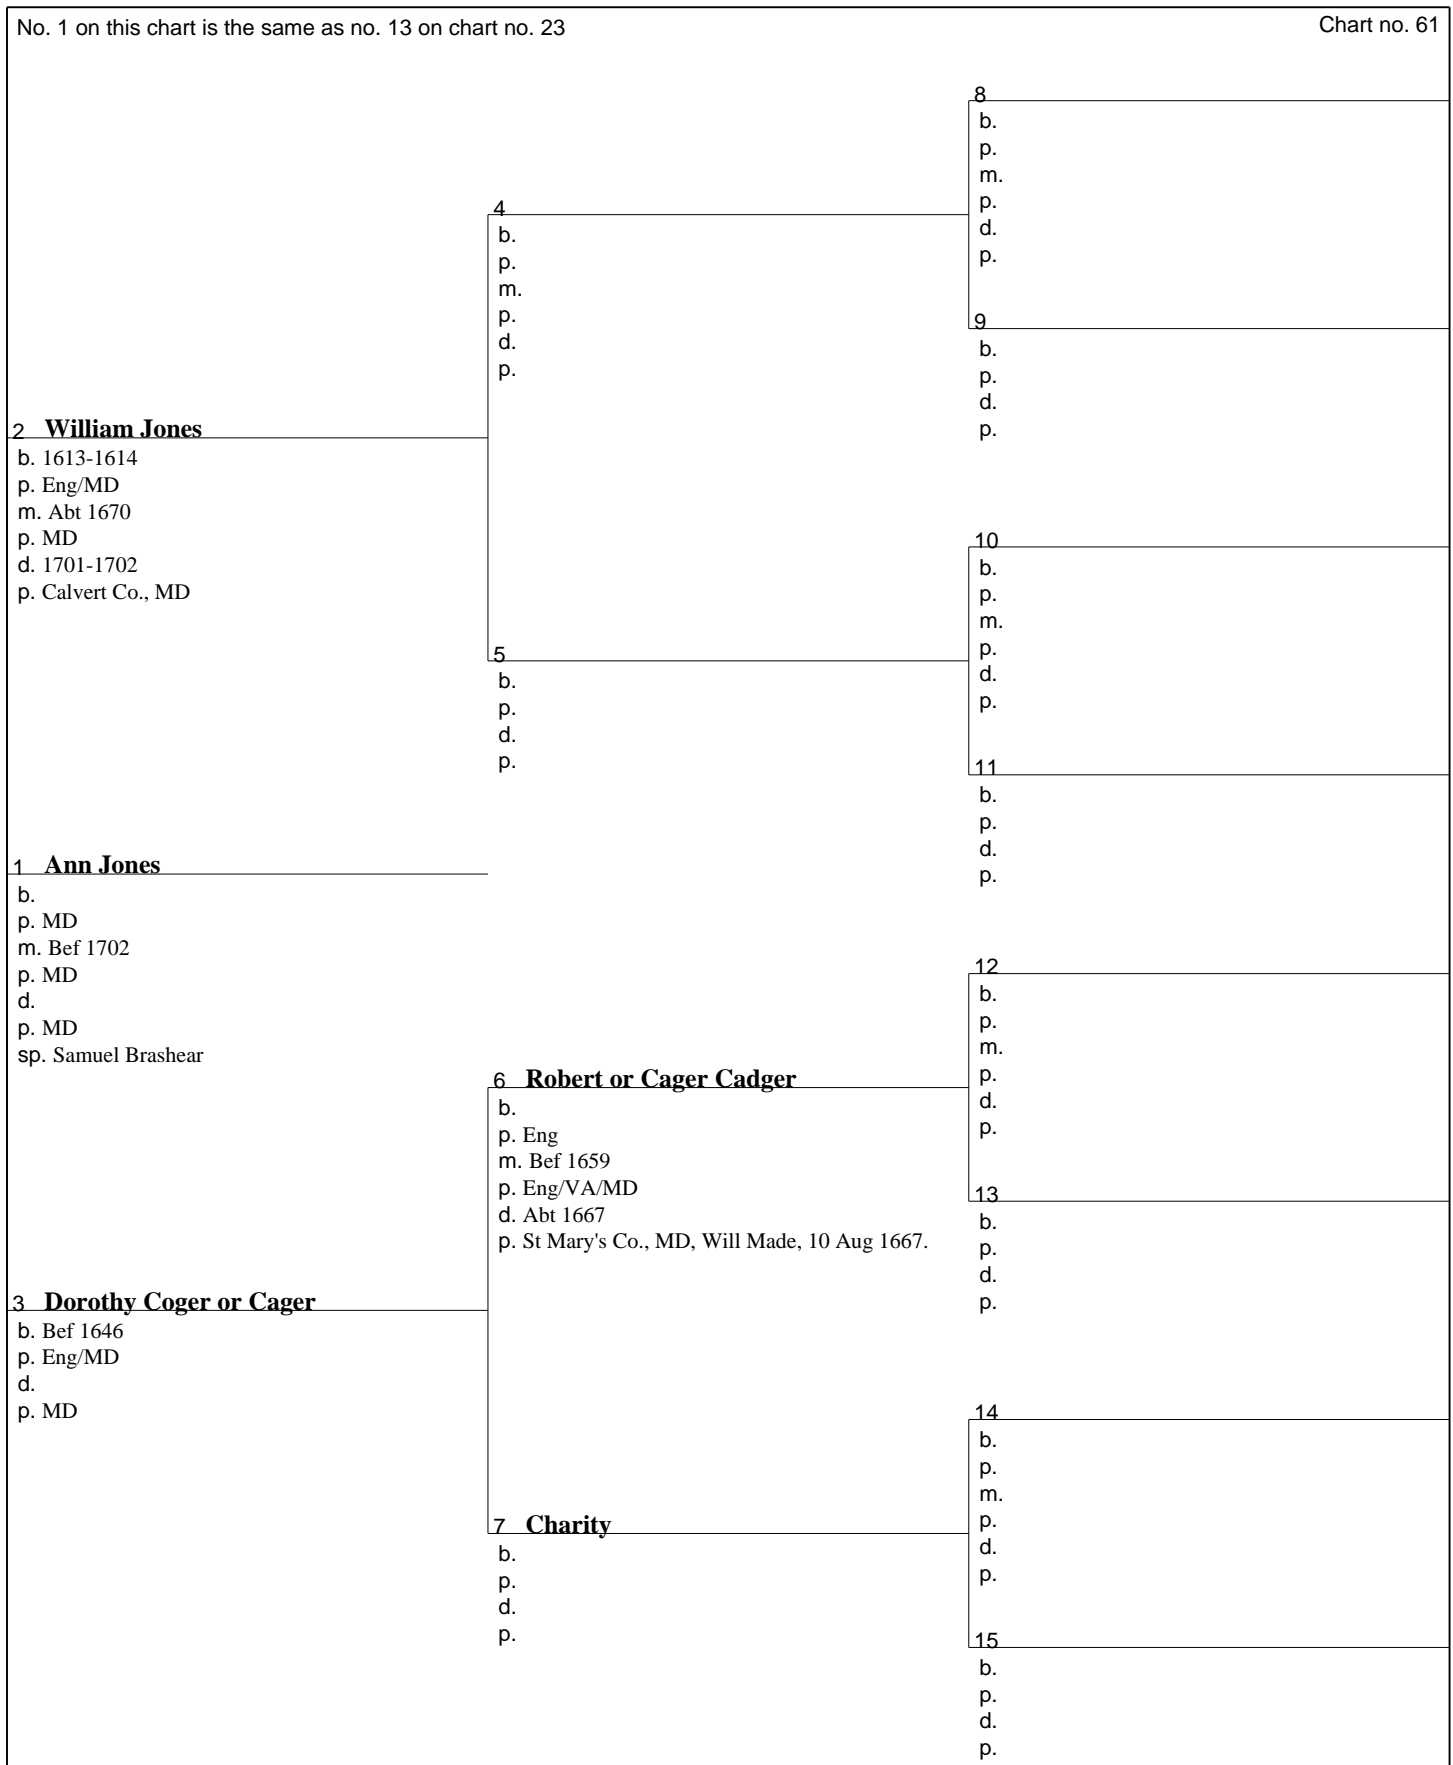 No. 1 on this chart is the same as no. 13 on chart no. 23
Chart no. 61
8
b.
p.
m.
p.
d.
p.
4
b.
p.
m.
p.
d.
p.
9
b.
p.
d.
p.
2 William Jones
b. 1613-1614
p. Eng/MD
m. Abt 1670
p. MD
d. 1701-1702
p. Calvert Co., MD
10
b.
p.
m.
p.
d.
p.
5
b.
p.
d.
p.
11
b.
p.
d.
p.
1 Ann Jones
b.
p. MD
m. Bef 1702
p. MD
d.
p. MD
sp. Samuel Brashear
12
b.
p.
m.
p.
d.
p.
6 Robert or Cager Cadger
b.
p. Eng
m. Bef 1659
p. Eng/VA/MD
d. Abt 1667
p. St Mary's Co., MD, Will Made, 10 Aug 1667.
13
b.
p.
d.
p.
3 Dorothy Coger or Cager
b. Bef 1646
p. Eng/MD
d.
p. MD
14
b.
p.
m.
p.
d.
p.
7 Charity
b.
p.
d.
p.
15
b.
p.
d.
p.